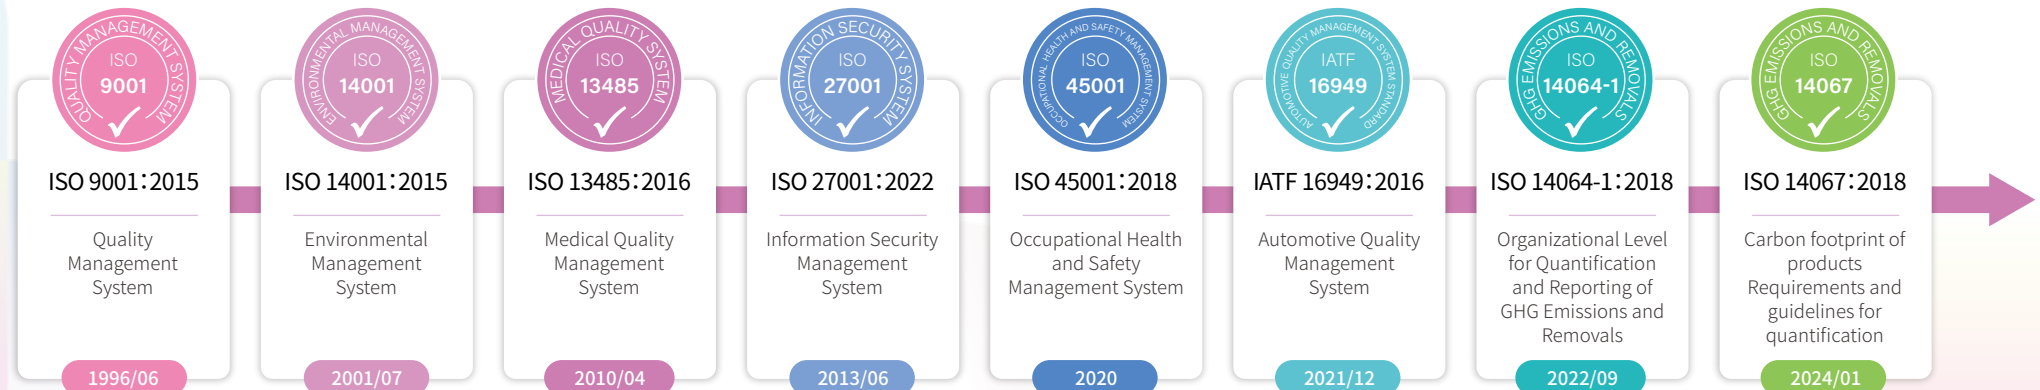 QUALITY MANAGEMENT SYSTEM
ISO
9001
ISO 9001：2015
Quality
Management
System
1996/06
ENVIRONMENTAL MANAGEMENT SYSTEM
ISO
14001
ISO 14001：2015
Environmental
Management
System
2001/07
MEDICAL QUALITY SYSTEM
ISO
13485
ISO 13485：2016
Medical Quality
Management
System
2010/04
INFORMATION SECURITY SYSTEM
ISO
27001
ISO 27001：2022
Information Security
Management
System
2013/06
OCCUPATIONAL HEALTH AND SAFETY MANAGEMENT SYSTEM
ISO
45001
ISO 45001：2018
Occupational Health
and Safety
Management System
2020
AUTOMOTIVE QUALITY MANAGEMENT SYSTEM STANDARD
IATF
16949
IATF 16949：2016
Automotive Quality
Management
System
2021/12
GHG EMISSIONS AND REMOVALS
ISO
14064-1
ISO 14064-1：2018
Organizational Level
for Quantification
and Reporting of
GHG Emissions and
Removals
2022/09
GHG EMISSIONS AND REMOVALS
ISO
14067
ISO 14067：2018
Carbon footprint of
products
Requirements and
guidelines for
quantification
2024/01